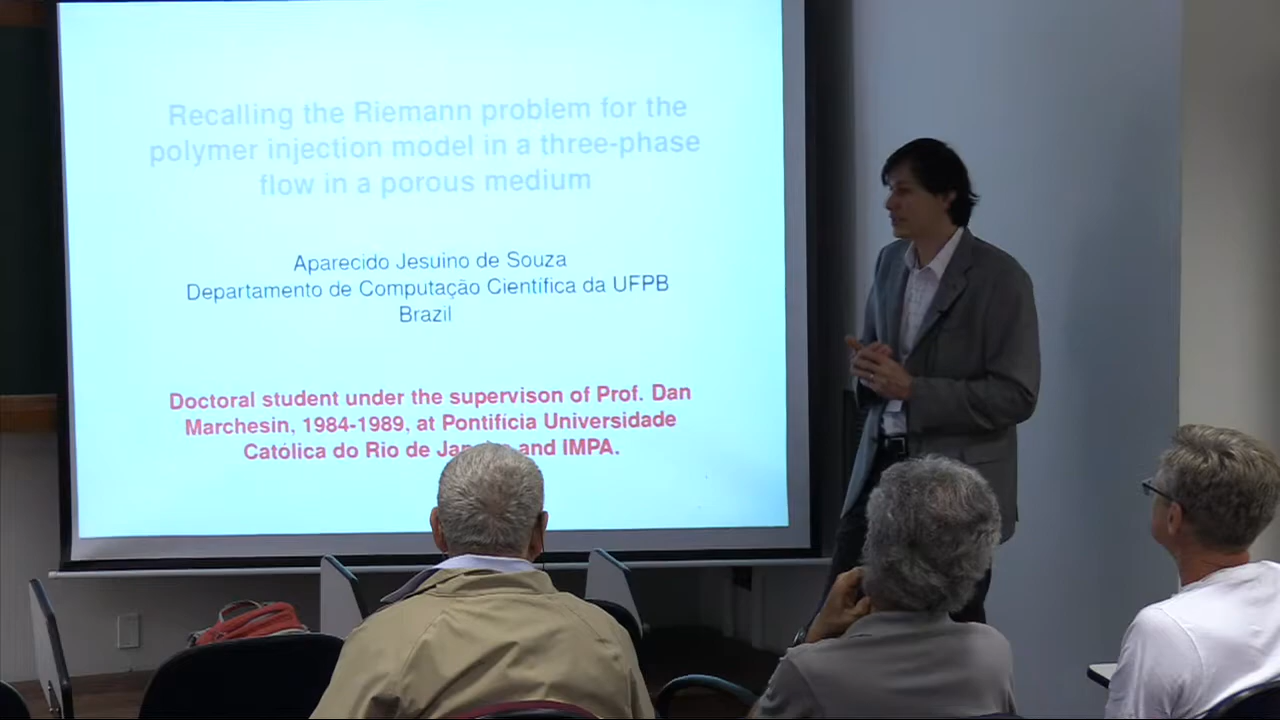 Recalling the Riemann problem for the
polymer injection model in a three-phase
flow in a porous medium
Aparecido Jesuino de Souza
Departamento de Computação Científica da UFPB
Brazil
Doctoral student under the supervison of Prof. Dan
Marchesin, 1984-1989, at Pontifícia Universidade
Católica do Rio de and IMPA.